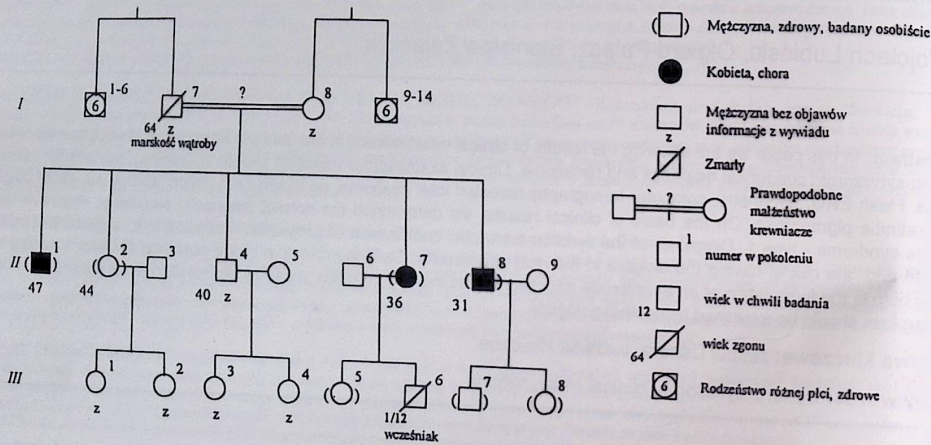 I
1-6
6
7
?
8
9-14
6
64 z
z
marskość wątroby
II
1
2
3
4
5
6
7
8
9
47
44
40
z
36
31
III
1
2
3
4
5
6
7
8
z
z
z
z
1/12
wcześniak
Mężczyzna, zdrowy, badany osobiście
Kobieta, chora
z
Mężczyzna bez objawów
informacje z wywiadu
Zmarły
?
Prawdopodobne
małżeństwo
krewniacze
1
numer w pokoleniu
12
wiek w chwili badania
64
wiek zgonu
6
Rodzeństwo różnej płci, zdrowe